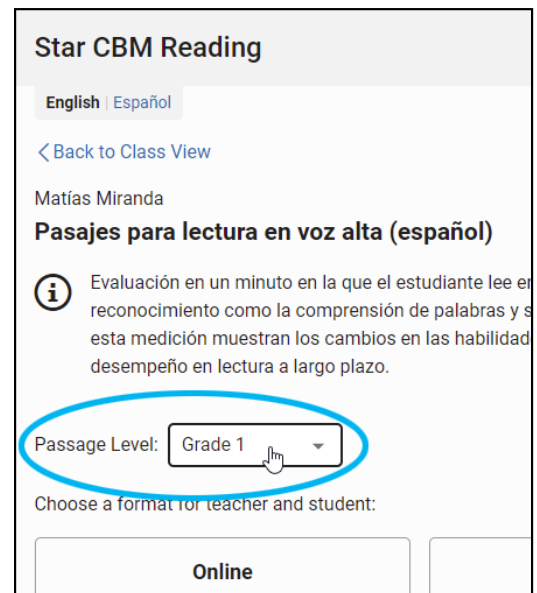 Star CBM Reading
English | Español
Back to Class View
Matías Miranda
Pasajes para lectura en voz alta (español)
Evaluación en un minuto en la que el estudiante lee
reconocimiento como la comprensión de palabras y
esta medición muestran los cambios en las
desempeño en lectura a largo plazo.
Passage Level: Grade 1
Choose a format for teacher and student:
Online